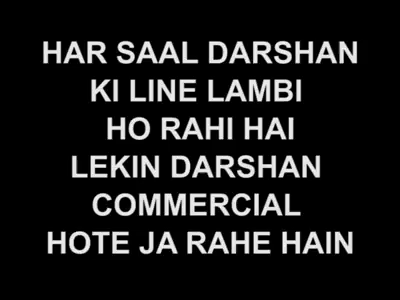 HAR SAAL DARSHAN
KI LINE LAMBI
HO RAHI HAI
LEKIN DARSHAN
COMMERCIAL
HOTE JA RAHE HAIN